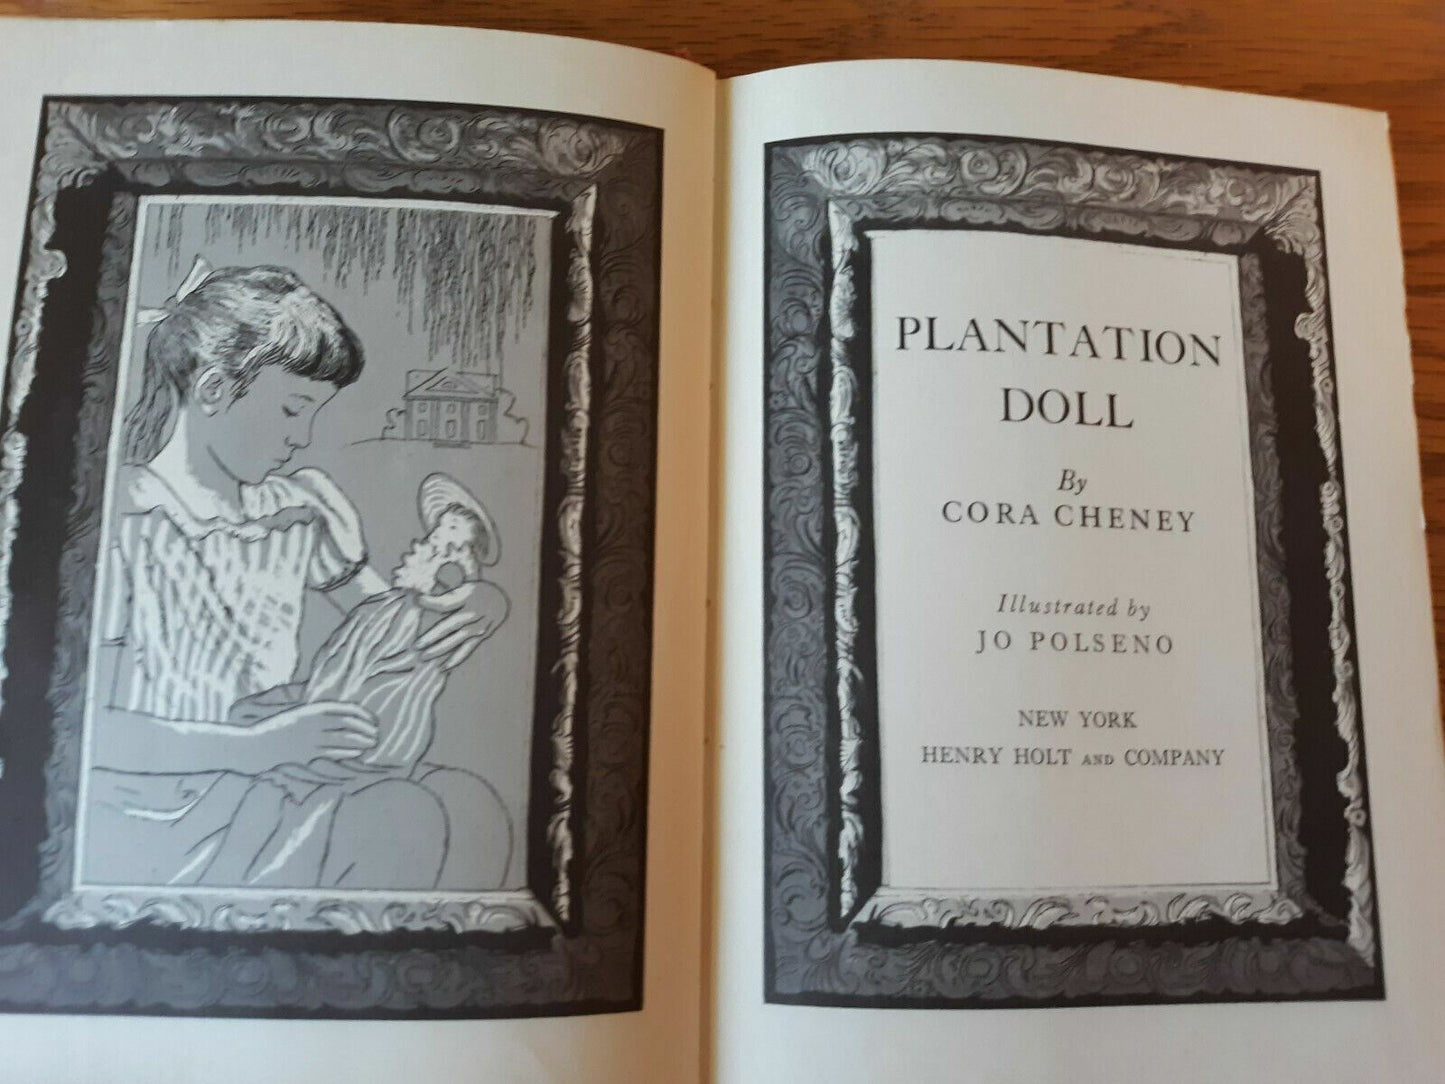 PLANTATION
DOLL
By
CORA CHENEY
Illustrated by
JO POLSENO
NEW YORK
HENRY HOLT AND COMPANY